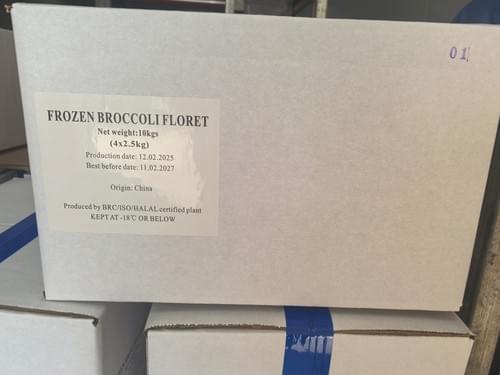 01
FROZEN BROCCOLI FLORET
Net weight:10kgs
(4x2.5kg)
Production date: 12.02.2025
Best before date: 11.02.2027
Origin: China
Produced by BRC/ISO/HALAL certified plant
KEPT AT -18℃ OR BELOW